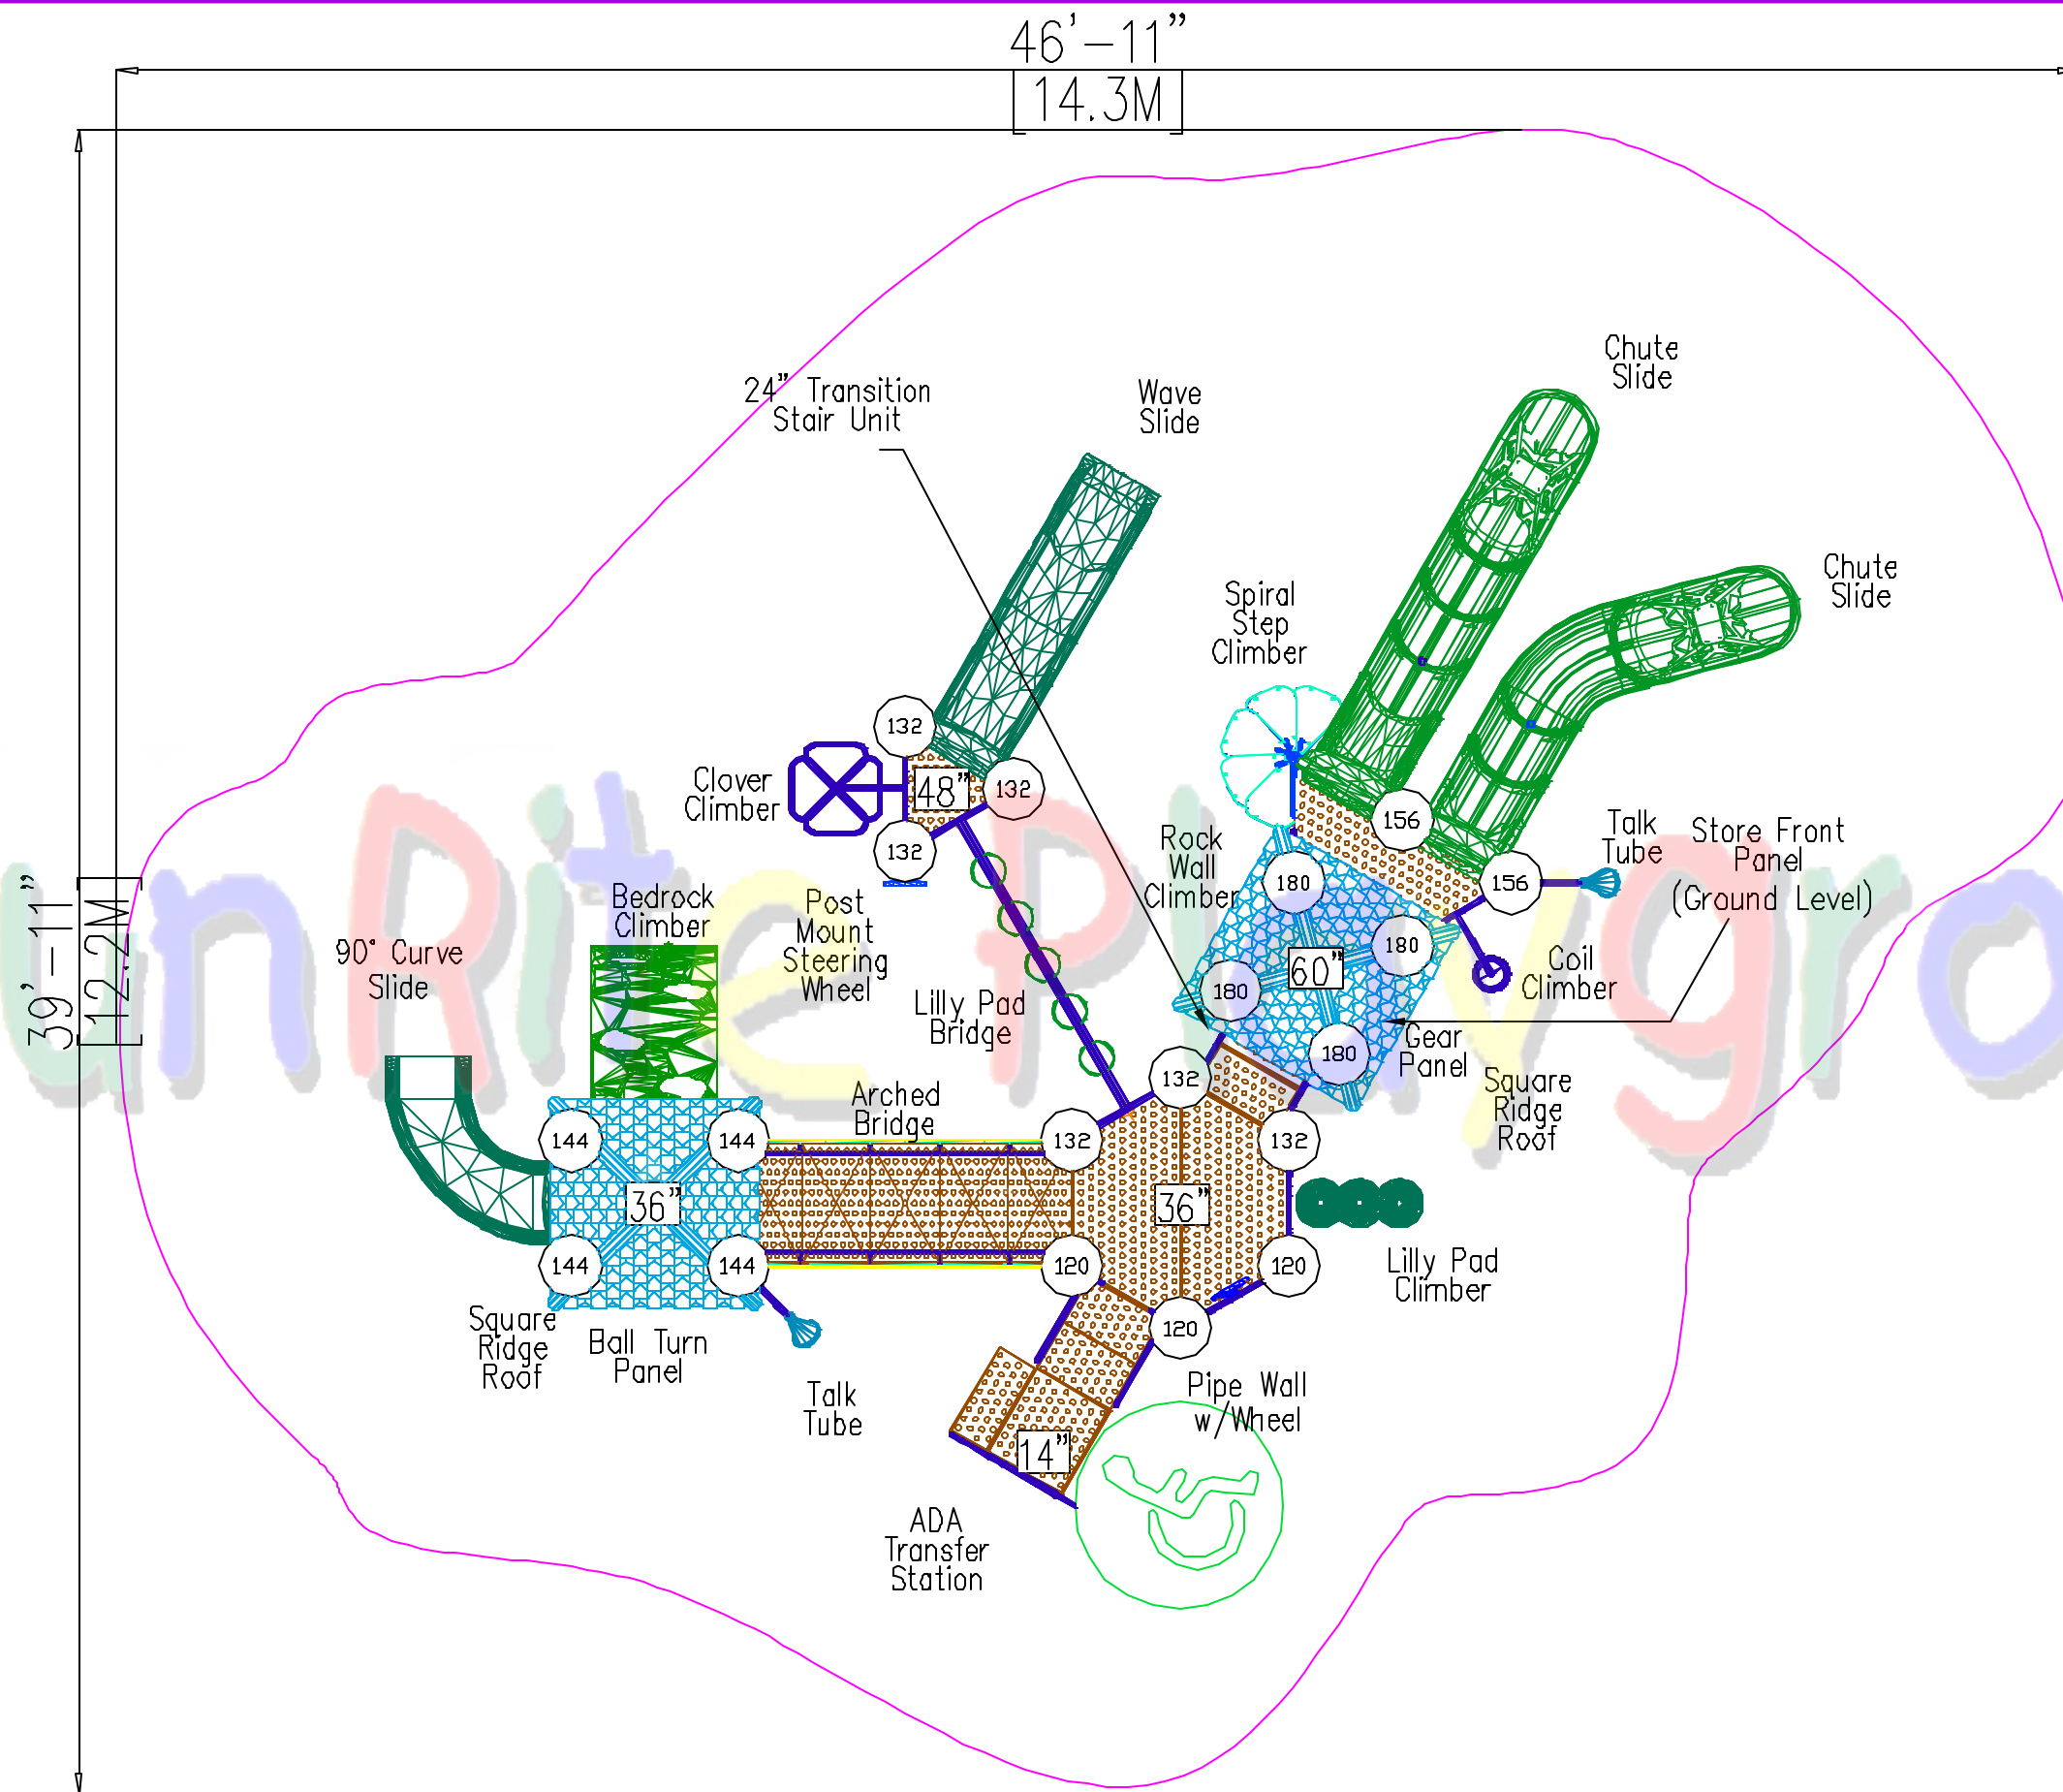 46'-11"
[14.3M]
39'-11"
[12.2M]
Chute
Slide
24" Transition
Stair Unit
Wave
Slide
Chute
Slide
Spiral
Step
Climber
132
Clover
Climber
48"
132
132
156
Talk
Tube
Store Front
Panel
(Ground Level)
Rock
Wall
Climber
180
156
Bedrock
Climber
Post
Mount
Steering
Wheel
90° Curve
Slide
180
60"
180
Coil
Climber
Lilly Pad
Bridge
Gear
Panel
180
Square
Ridge
Roof
132
Arched
Bridge
144
144
132
132
36"
36"
144
144
120
120
Lilly Pad
Climber
Square
Ridge
Roof
Ball Turn
Panel
120
Talk
Tube
Pipe Wall
w/Wheel
14"
ADA
Transfer
Station
unRite Playgro